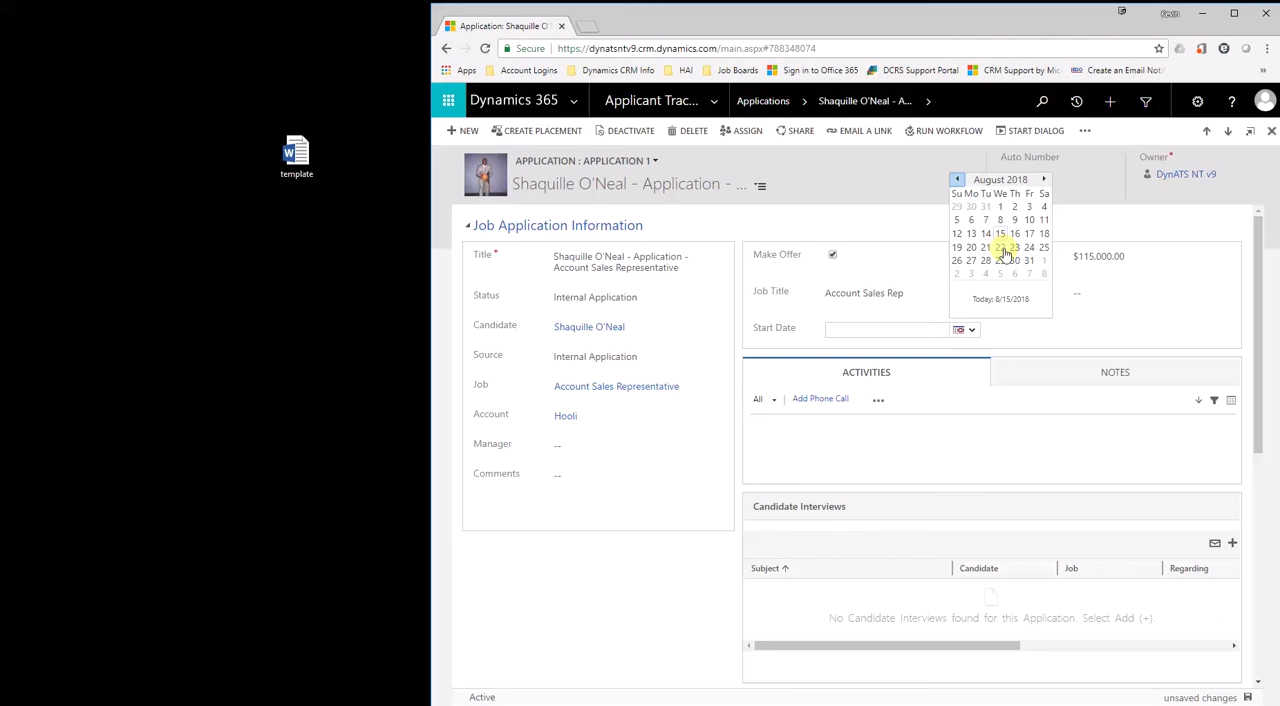 template
Application: Shaquille O'
Kevin
Secure
https://dynatsntv9.crm.dynamics.com/main.aspx#788348074
Apps
Account Logins
Dynamics CRM Info
HAI
Job Boards
Sign in to Office 365
DCRS Support Portal
CRM Support by Mic
Create an Email Noti
Dynamics 365
Applicant Trac...
Applications
Shaquille O'Neal - A...
NEW
CREATE PLACEMENT
DEACTIVATE
DELETE
ASSIGN
SHARE
EMAIL A LINK
RUN WORKFLOW
START DIALOG
APPLICATION : APPLICATION 1
Shaquille O'Neal - Application - ...
Auto Number
Owner*
DynATS NT v9
August 2018
Su Mo Tu We Th Fr Sa
29 30 31 1 2 3 4
5 6 7 8 9 10 11
12 13 14 15 16 17 18
19 20 21 22 23 24 25
26 27 28 30 31 1
2 3 4 5 6 7 8
Today: 8/15/2018
Job Application Information
Title*
Shaquille O'Neal - Application -
Account Sales Representative
Status
Internal Application
Candidate
Shaquille O'Neal
Source
Internal Application
Job
Account Sales Representative
Account
Hooli
Manager
--
Comments
--
Make Offer
$115,000.00
Job Title
Account Sales Rep
--
Start Date
ACTIVITIES
NOTES
All
Add Phone Call
...
Candidate Interviews
Subject
Candidate
Job
Regarding
No Candidate Interviews found for this Application. Select Add (+).
Active
unsaved changes